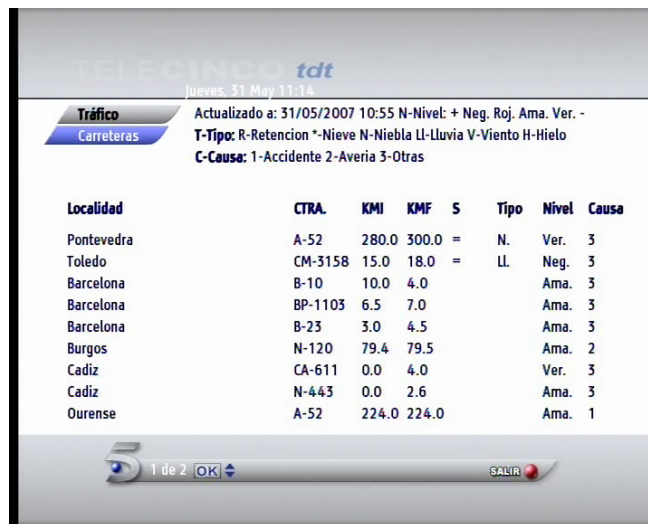 TELECINCO tdt
Jueves, 31 May 11:14
Tráfico
Carreteras
Actualizado a: 31/05/2007 10:55 N-Nivel: + Neg. Roj. Ama. Ver. -
T-Tipo: R-Retencion *-Nieve N-Niebla Ll-Lluvia V-Viento H-Hielo
C-Causa: 1-Accidente 2-Averia 3-Otras
Localidad CTRA. KMI KMF S Tipo Nivel Causa
Pontevedra A-52 280.0 300.0 = N. Ver. 3
Toledo CM-3158 15.0 18.0 = Ll. Neg. 3
Barcelona B-10 10.0 4.0 Ama. 3
Barcelona BP-1103 6.5 7.0 Ama. 3
Barcelona B-23 3.0 4.5 Ama. 3
Burgos N-120 79.4 79.5 Ama. 2
Cadiz CA-611 0.0 4.0 Ver. 3
Cadiz N-443 0.0 2.6 Ama. 3
Ourense A-52 224.0 224.0 Ama. 1
5 1 de 2 OK SALIR